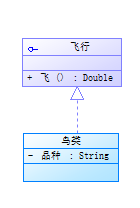 飞行
+ 飞 () : Double
鸟类
- 品种 : String